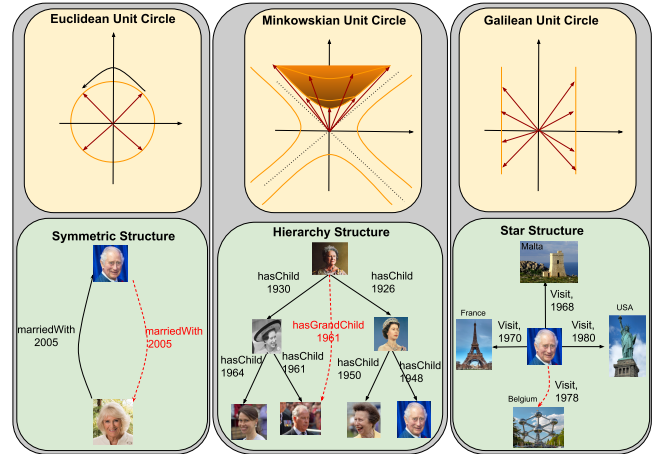 Euclidean Unit Circle
Minkowskian Unit Circle
Galilean Unit Circle
Symmetric Structure
marriedWith
2005
marriedWith
2005
Hierarchy Structure
hasChild
1930
hasChild
1926
hasGrandChild
1961
hasChild
1964
hasChild
1961
hasChild
1950
hasChild
1948
Star Structure
Malta
Visit,
1968
France
Visit,
1970
Visit,
1980
USA
Visit,
1978
Belgium